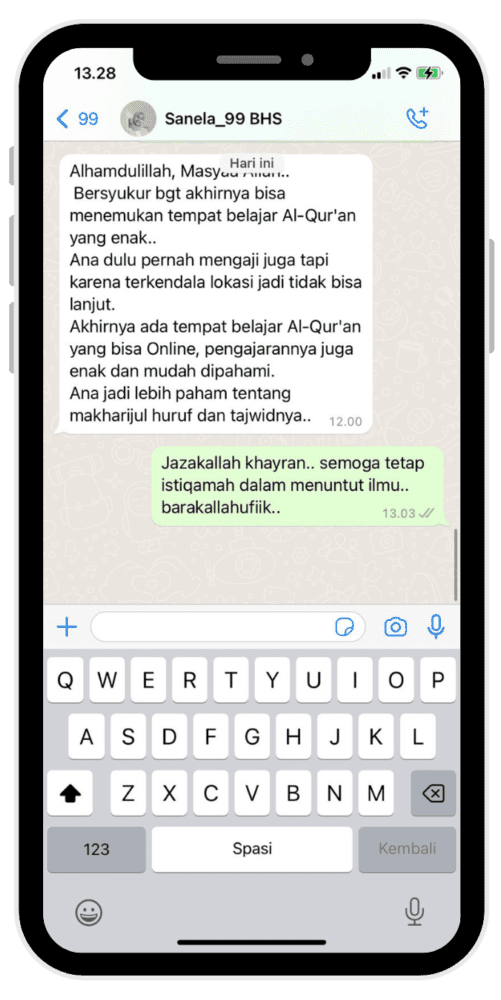 13.28
99
Sanela_99 BHS
Hari ini
Alhamdulillah, Masyaa Allah..
Bersyukur bgt akhirnya bisa
menemukan tempat belajar Al-Qur'an
yang enak..
Ana dulu pernah mengaji juga tapi
karena terkendala lokasi jadi tidak bisa
lanjut.
Akhirnya ada tempat belajar Al-Qur'an
yang bisa Online, pengajarannya juga
enak dan mudah dipahami.
Ana jadi lebih paham tentang
makharijul huruf dan tajwidnya..
12.00
Jazakallah khayran.. semoga tetap
istiqamah dalam menuntut ilmu..
barakallahufiik..
13.03
Q W E R T Y U I O P
A S D F G H J K L
Z X C V B N M
123 Spasi Kembali